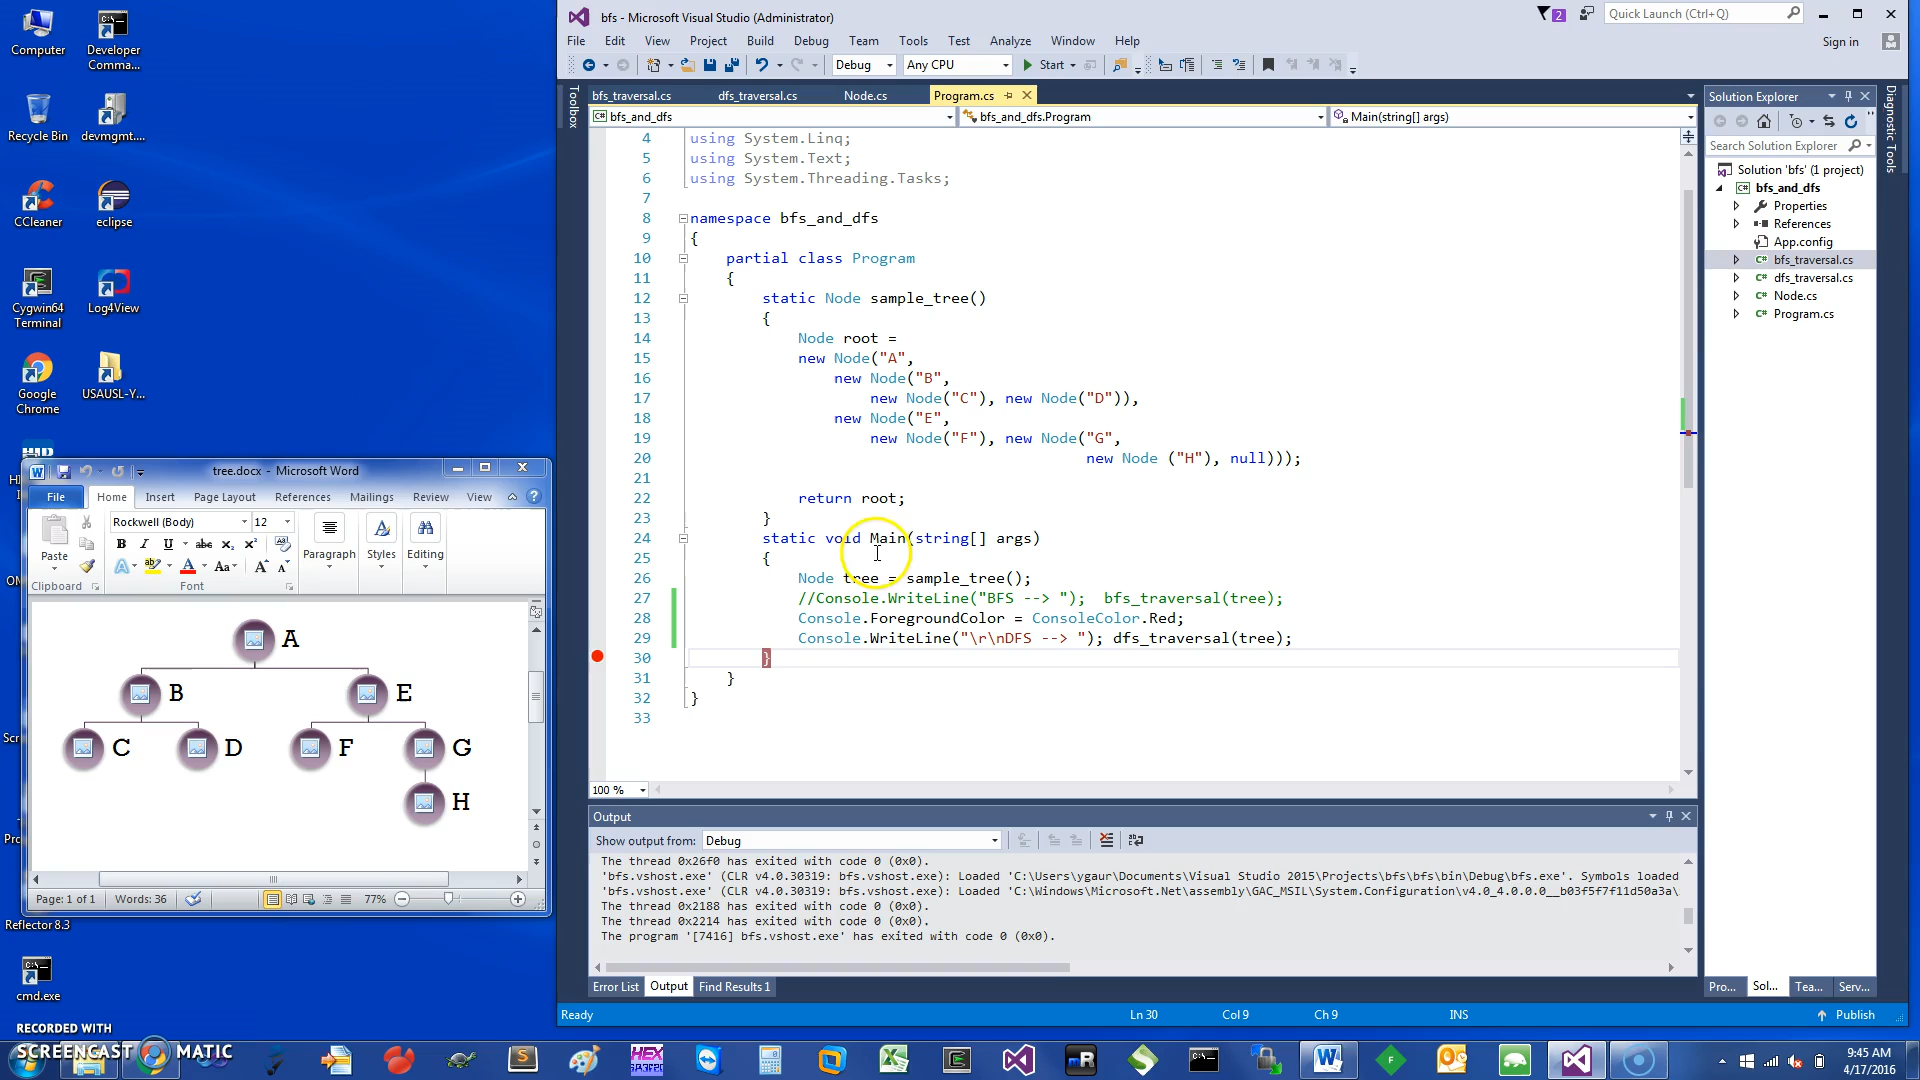 Computer
Developer
Comma...
Recycle Bin
devmgmt....
CCleaner
eclipse
Cygwin64
Terminal
Log4View
Google
Chrome
USAUSL-Y...
Reflector 8.3
cmd.exe
RECORDED WITH
SCREENCAST MATIC
tree.docx - Microsoft Word
File Home Insert Page Layout References Mailings Review View
Rockwell (Body) 12
Paste
Paragraph Styles Editing
Clipboard Font
A
B E
C D F G
H
Page: 1 of 1 Words: 36 77%
bfs - Microsoft Visual Studio (Administrator)
2
Quick Launch (Ctrl+Q)
File Edit View Project Build Debug Team Tools Test Analyze Window Help
Sign in
Debug Any CPU Start
Toolbox
bfs_traversal.cs dfs_traversal.cs Node.cs Program.cs
bfs_and_dfs bfs_and_dfs.Program Main(string[] args)
4 using System.Linq;
5 using System.Text;
6 using System.Threading.Tasks;
7
8 namespace bfs_and_dfs
9 {
10 partial class Program
11 {
12 static Node sample_tree()
13 {
14 Node root =
15 new Node("A",
16 new Node("B",
17 new Node("C"), new Node("D")),
18 new Node("E",
19 new Node("F"), new Node("G",
20 new Node ("H"), null)));
21
22 return root;
23 }
24 static void Main(string[] args)
25 {
26 Node tree = sample_tree();
27 //Console.WriteLine("BFS --> "); bfs_traversal(tree);
28 Console.ForegroundColor = ConsoleColor.Red;
29 Console.WriteLine("\r\nDFS --> "); dfs_traversal(tree);
30 }
31 }
32 }
33
100 %
Output
Show output from: Debug
The thread 0x26f0 has exited with code 0 (0x0).
'bfs.vshost.exe' (CLR v4.0.30319: bfs.vshost.exe): Loaded 'C:\Users\ygaur\Documents\Visual Studio 2015\Projects\bfs\bfs\bin\Debug\bfs.exe'. Symbols loaded
'bfs.vshost.exe' (CLR v4.0.30319: bfs.vshost.exe): Loaded 'C:\Windows\Microsoft.Net\assembly\GAC_MSIL\System.Configuration\v4.0_4.0.0.0__b03f5f7f11d50a3a\
The thread 0x2188 has exited with code 0 (0x0).
The thread 0x2214 has exited with code 0 (0x0).
The program '[7416] bfs.vshost.exe' has exited with code 0 (0x0).
Error List Output Find Results 1
Ready Ln 30 Col 9 Ch 9 INS Publish
Solution Explorer
Search Solution Explorer
Solution 'bfs' (1 project)
bfs_and_dfs
Properties
References
App.config
bfs_traversal.cs
dfs_traversal.cs
Node.cs
Program.cs
Pro... Sol... Tea... Serv...
Diagnostic Tools
9:45 AM
4/17/2016